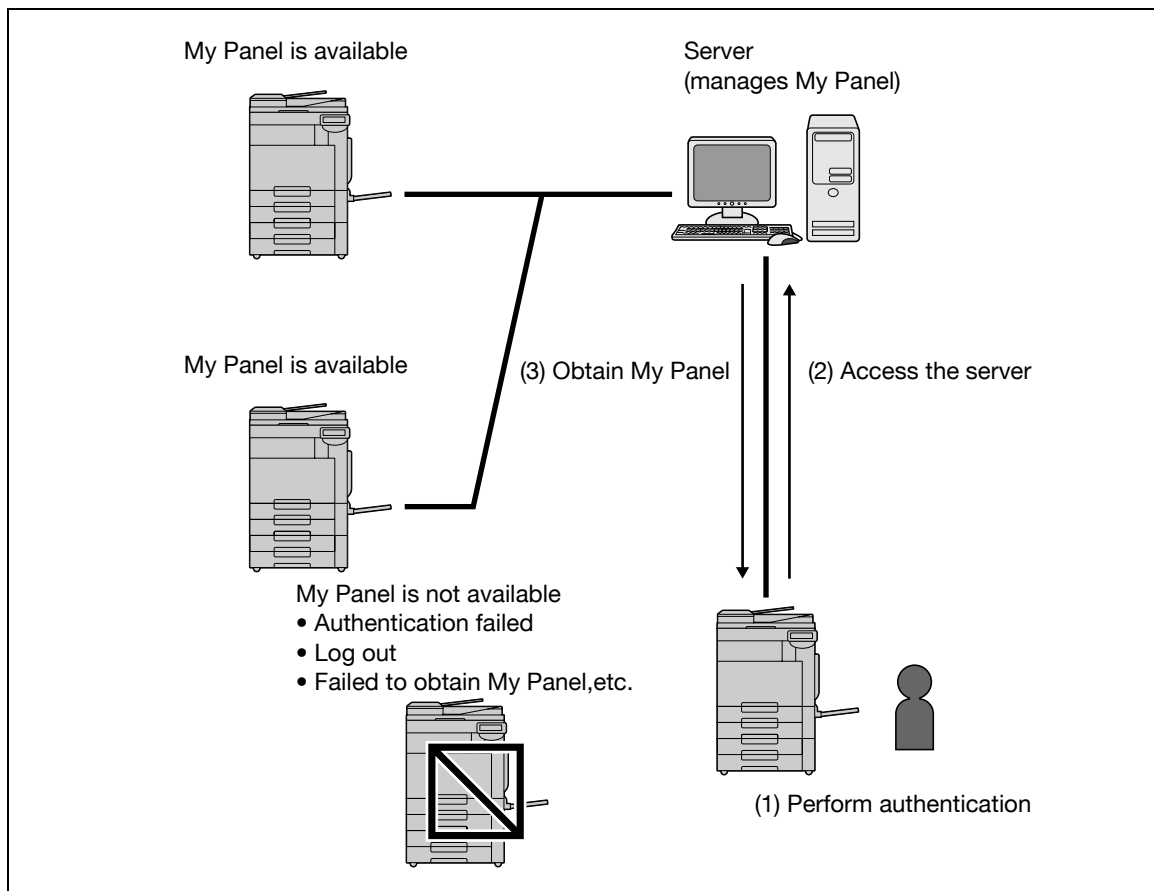 My Panel is available
Server
(manages My Panel)
My Panel is available
(3) Obtain My Panel
(2) Access the server
My Panel is not available
• Authentication failed
• Log out
• Failed to obtain My Panel,etc.
(1) Perform authentication